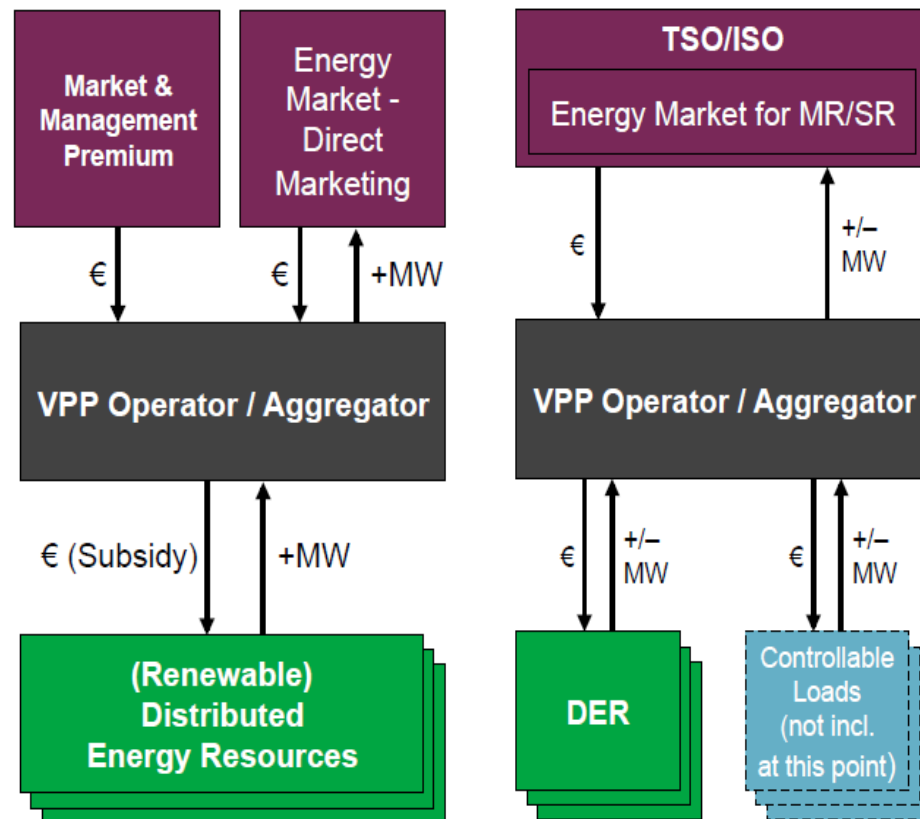 Market &
Management
Premium
Energy
Market -
Direct
Marketing
€
€
+MW
VPP Operator / Aggregator
€ (Subsidy)
+MW
(Renewable)
Distributed
Energy Resources
TSO/ISO
Energy Market for MR/SR
€
+/–
MW
VPP Operator / Aggregator
€
+/–
MW
€
+/–
MW
DER
Controllable
Loads
(not incl.
at this point)